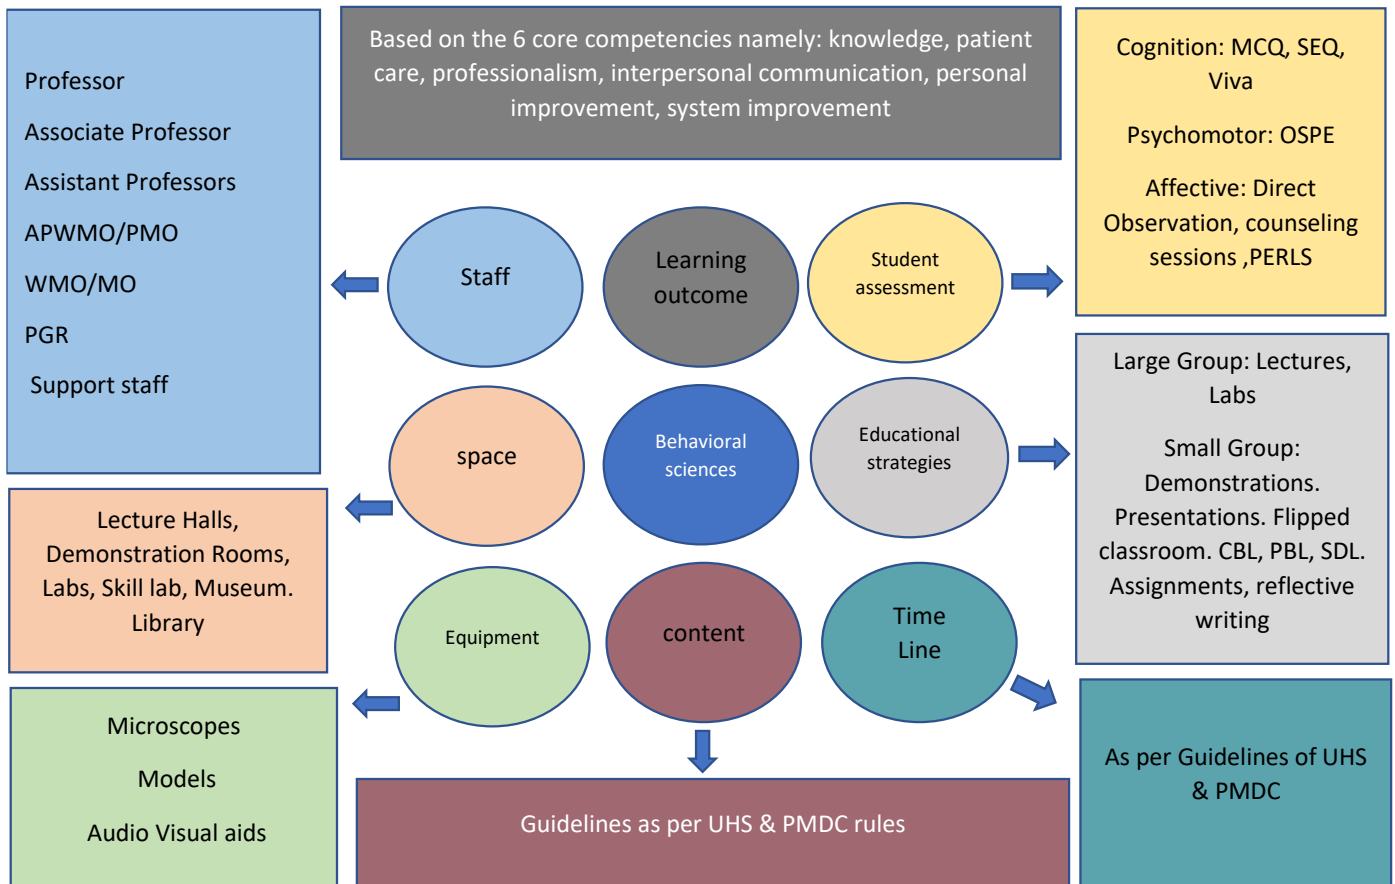 Professor
Associate Professor
Assistant Professors
APWMO/PMO
WMO/MO
PGR
Support staff
Based on the 6 core competencies namely: knowledge, patient
care, professionalism, interpersonal communication, personal
improvement, system improvement
Cognition: MCQ, SEQ,
Viva
Psychomotor: OSPE
Affective: Direct
Observation, counseling
sessions ,PERLS
Staff
Learning
outcome
Student
assessment
space
Behavioral
sciences
Educational
strategies
Large Group: Lectures,
Labs
Small Group:
Demonstrations.
Presentations. Flipped
classroom. CBL, PBL, SDL.
Assignments, reflective
writing
Lecture Halls,
Demonstration Rooms,
Labs, Skill lab, Museum.
Library
Equipment
content
Time
Line
Microscopes
Models
Audio Visual aids
Guidelines as per UHS & PMDC rules
As per Guidelines of UHS
& PMDC